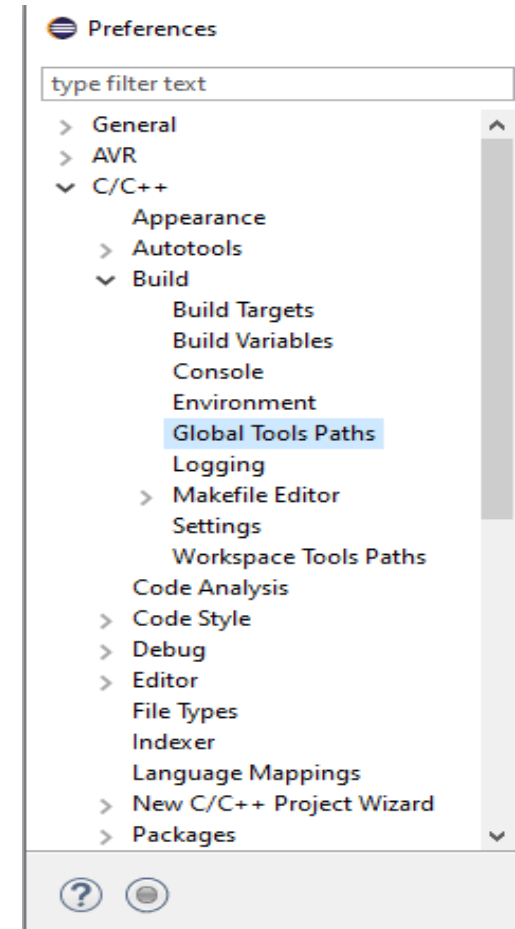 Preferences
type filter text
General
AVR
C/C++
Appearance
Autotools
Build
Build Targets
Build Variables
Console
Environment
Global Tools Paths
Logging
Makefile Editor
Settings
Workspace Tools Paths
Code Analysis
Code Style
Debug
Editor
File Types
Indexer
Language Mappings
New C/C++ Project Wizard
Packages
?